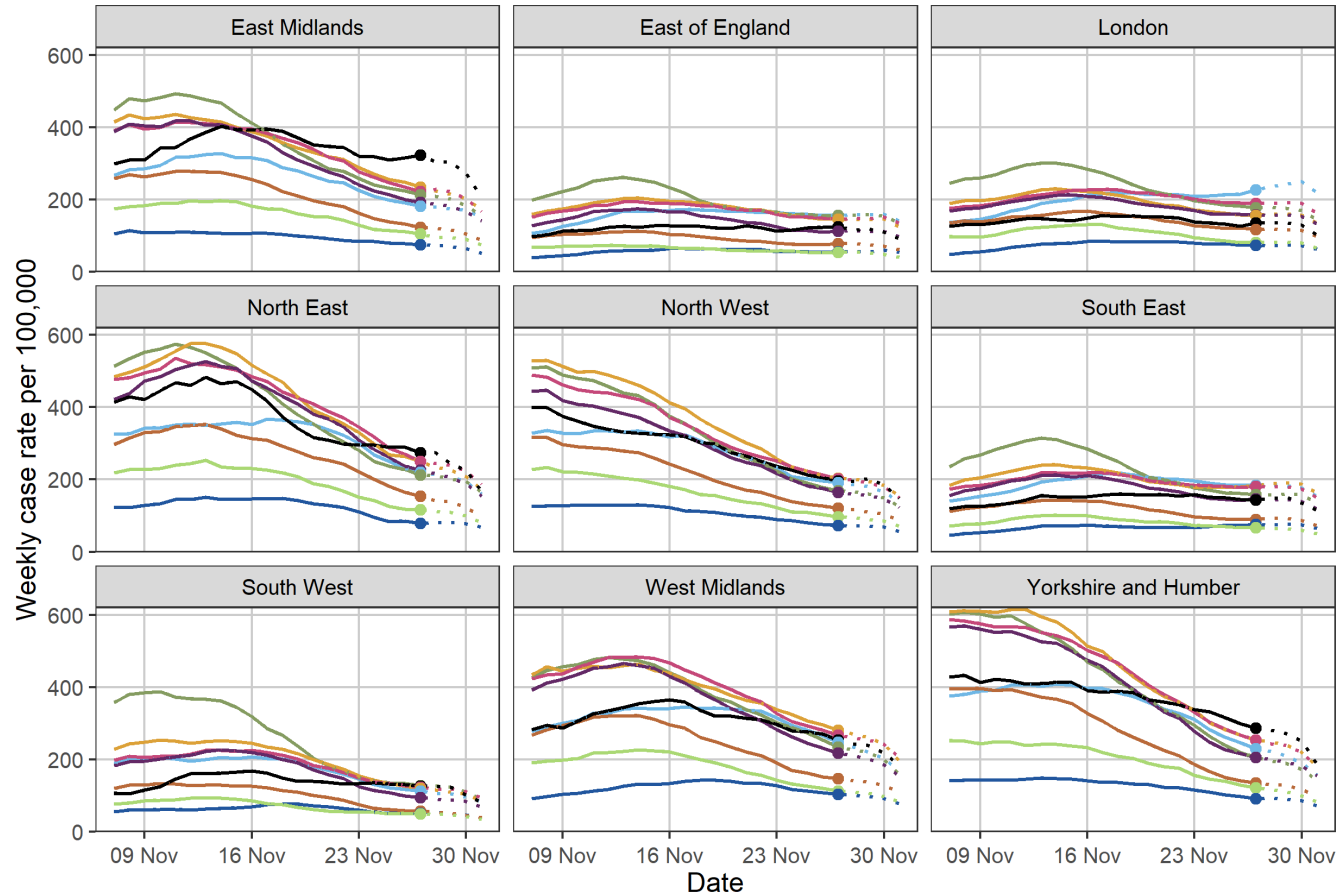 East Midlands East of England London
600
400
200
0
North East North West South East
600
400
200
0
South West West Midlands Yorkshire and Humber
600
400
200
0
09 Nov 16 Nov 23 Nov 30 Nov 09 Nov 16 Nov 23 Nov 30 Nov 09 Nov 16 Nov 23 Nov 30 Nov
Date
Weekly case rate per 100,000